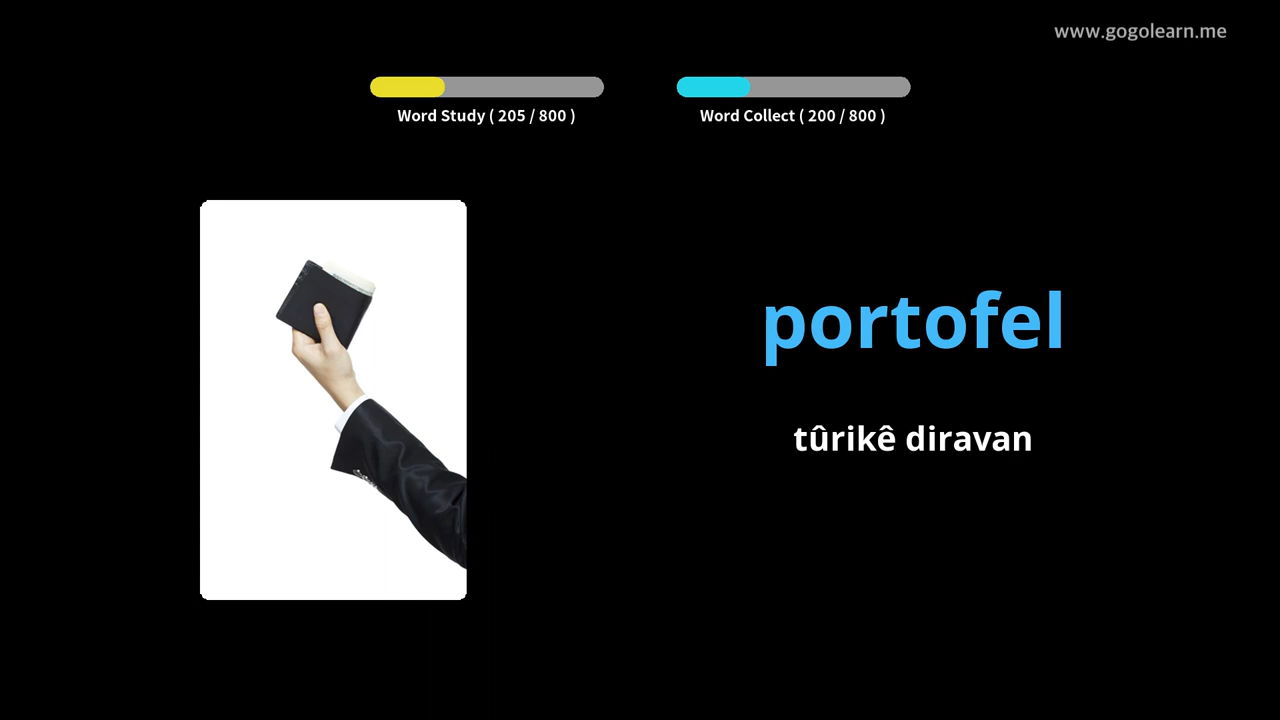 www.gogolearn.me
Word Study ( 205 / 800 )
Word Collect ( 200 / 800 )
portofel
tûrikê diravan